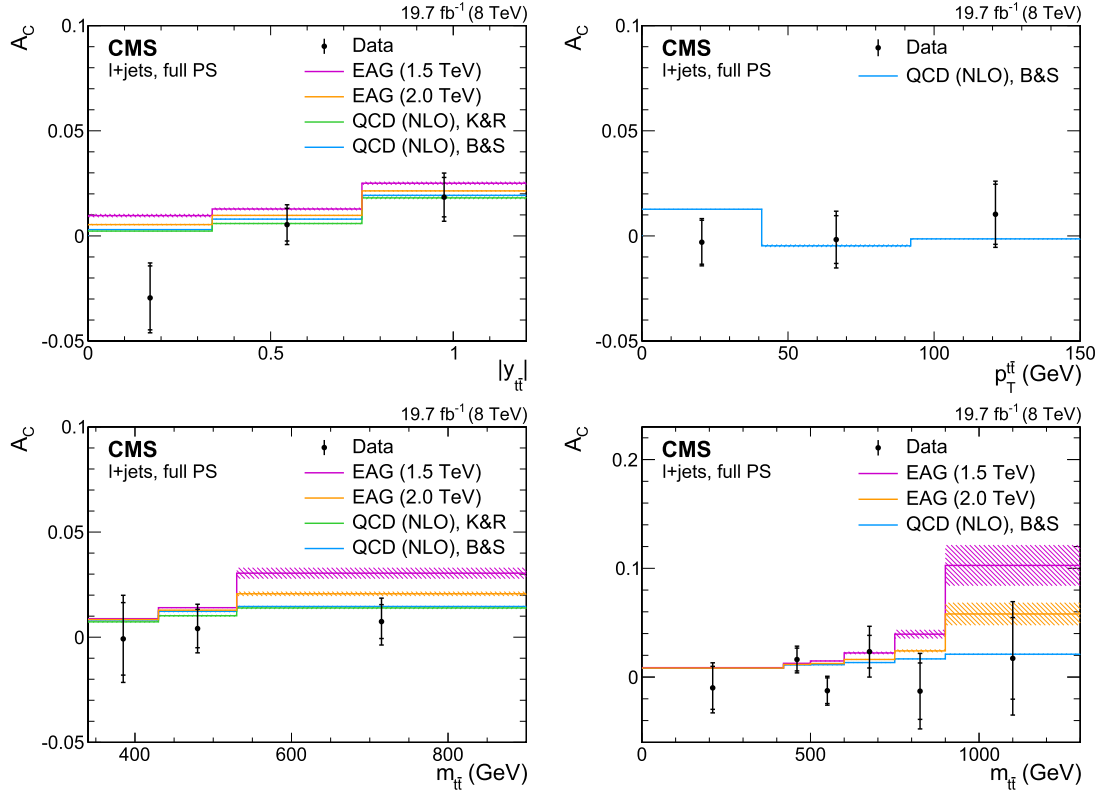 19.7 fb⁻¹ (8 TeV)
A_C
0.1
CMS
l+jets, full PS
Data
EAG (1.5 TeV)
EAG (2.0 TeV)
QCD (NLO), K&R
QCD (NLO), B&S
0.05
0
-0.05
0 0.5 1
|y_tt̄|
19.7 fb⁻¹ (8 TeV)
A_C
0.1
CMS
l+jets, full PS
Data
QCD (NLO), B&S
0.05
0
-0.05
0 50 100 150
p_T^tt̄ (GeV)
19.7 fb⁻¹ (8 TeV)
A_C
0.1
CMS
l+jets, full PS
Data
EAG (1.5 TeV)
EAG (2.0 TeV)
QCD (NLO), K&R
QCD (NLO), B&S
0.05
0
-0.05
400 600 800
m_tt̄ (GeV)
19.7 fb⁻¹ (8 TeV)
A_C
CMS
l+jets, full PS
Data
EAG (1.5 TeV)
EAG (2.0 TeV)
QCD (NLO), B&S
0.2
0.1
0
0 500 1000
m_tt̄ (GeV)